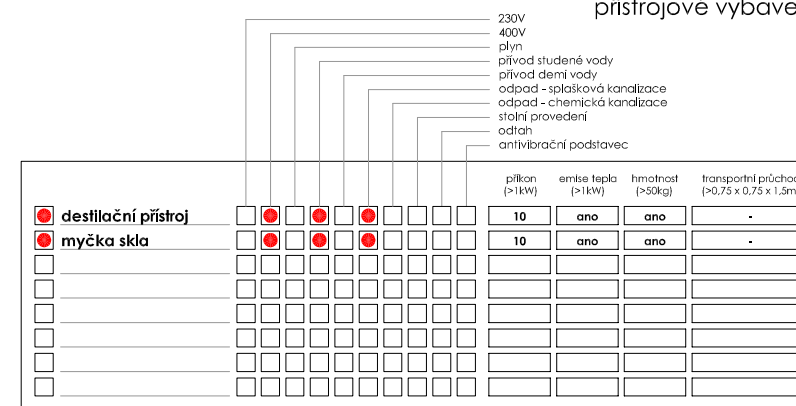 přístrojové vybave
230V
400V
plyn
přívod studené vody
přívod demi vody
odpad - splašková kanalizace
odpad - chemická kanalizace
stolní provedení
odtah
antivibrační podstavec
příkon emise tepla hmotnost transportní průchod
(>1kW) (>1kW) (>50kg) (>0,75 x 0,75 x 1,5m
destilační přístroj 10 ano ano -
myčka skla 10 ano ano -